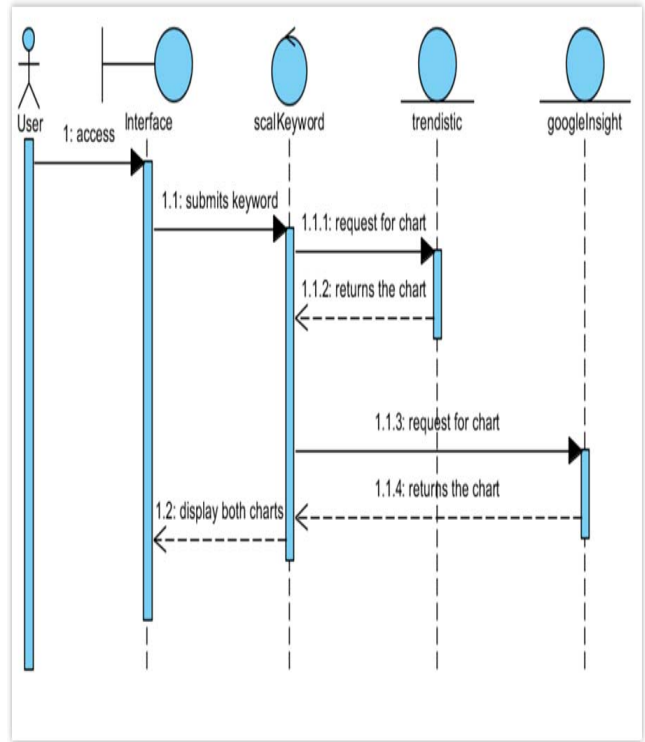 User
Interface
scalKeyword
trendistic
googleInsight
1: access
1.1: submits keyword
1.1.1: request for chart
1.1.2: returns the chart
1.1.3: request for chart
1.1.4: returns the chart
1.2: display both charts